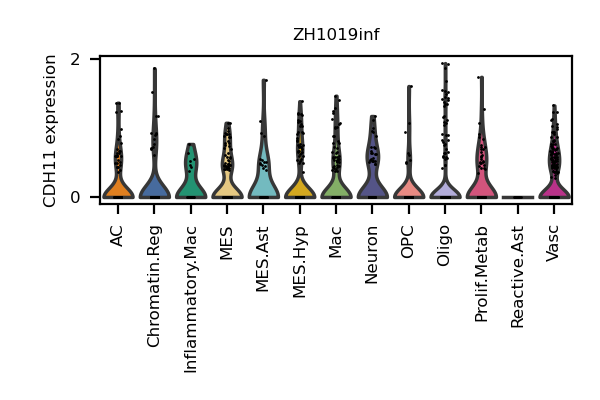 ZH1019inf
CDH11 expression
2
0
AC
Chromatin.Reg
Inflammatory.Mac
MES
MES.Ast
MES.Hyp
Mac
Neuron
OPC
Oligo
Prolif.Metab
Reactive.Ast
Vasc